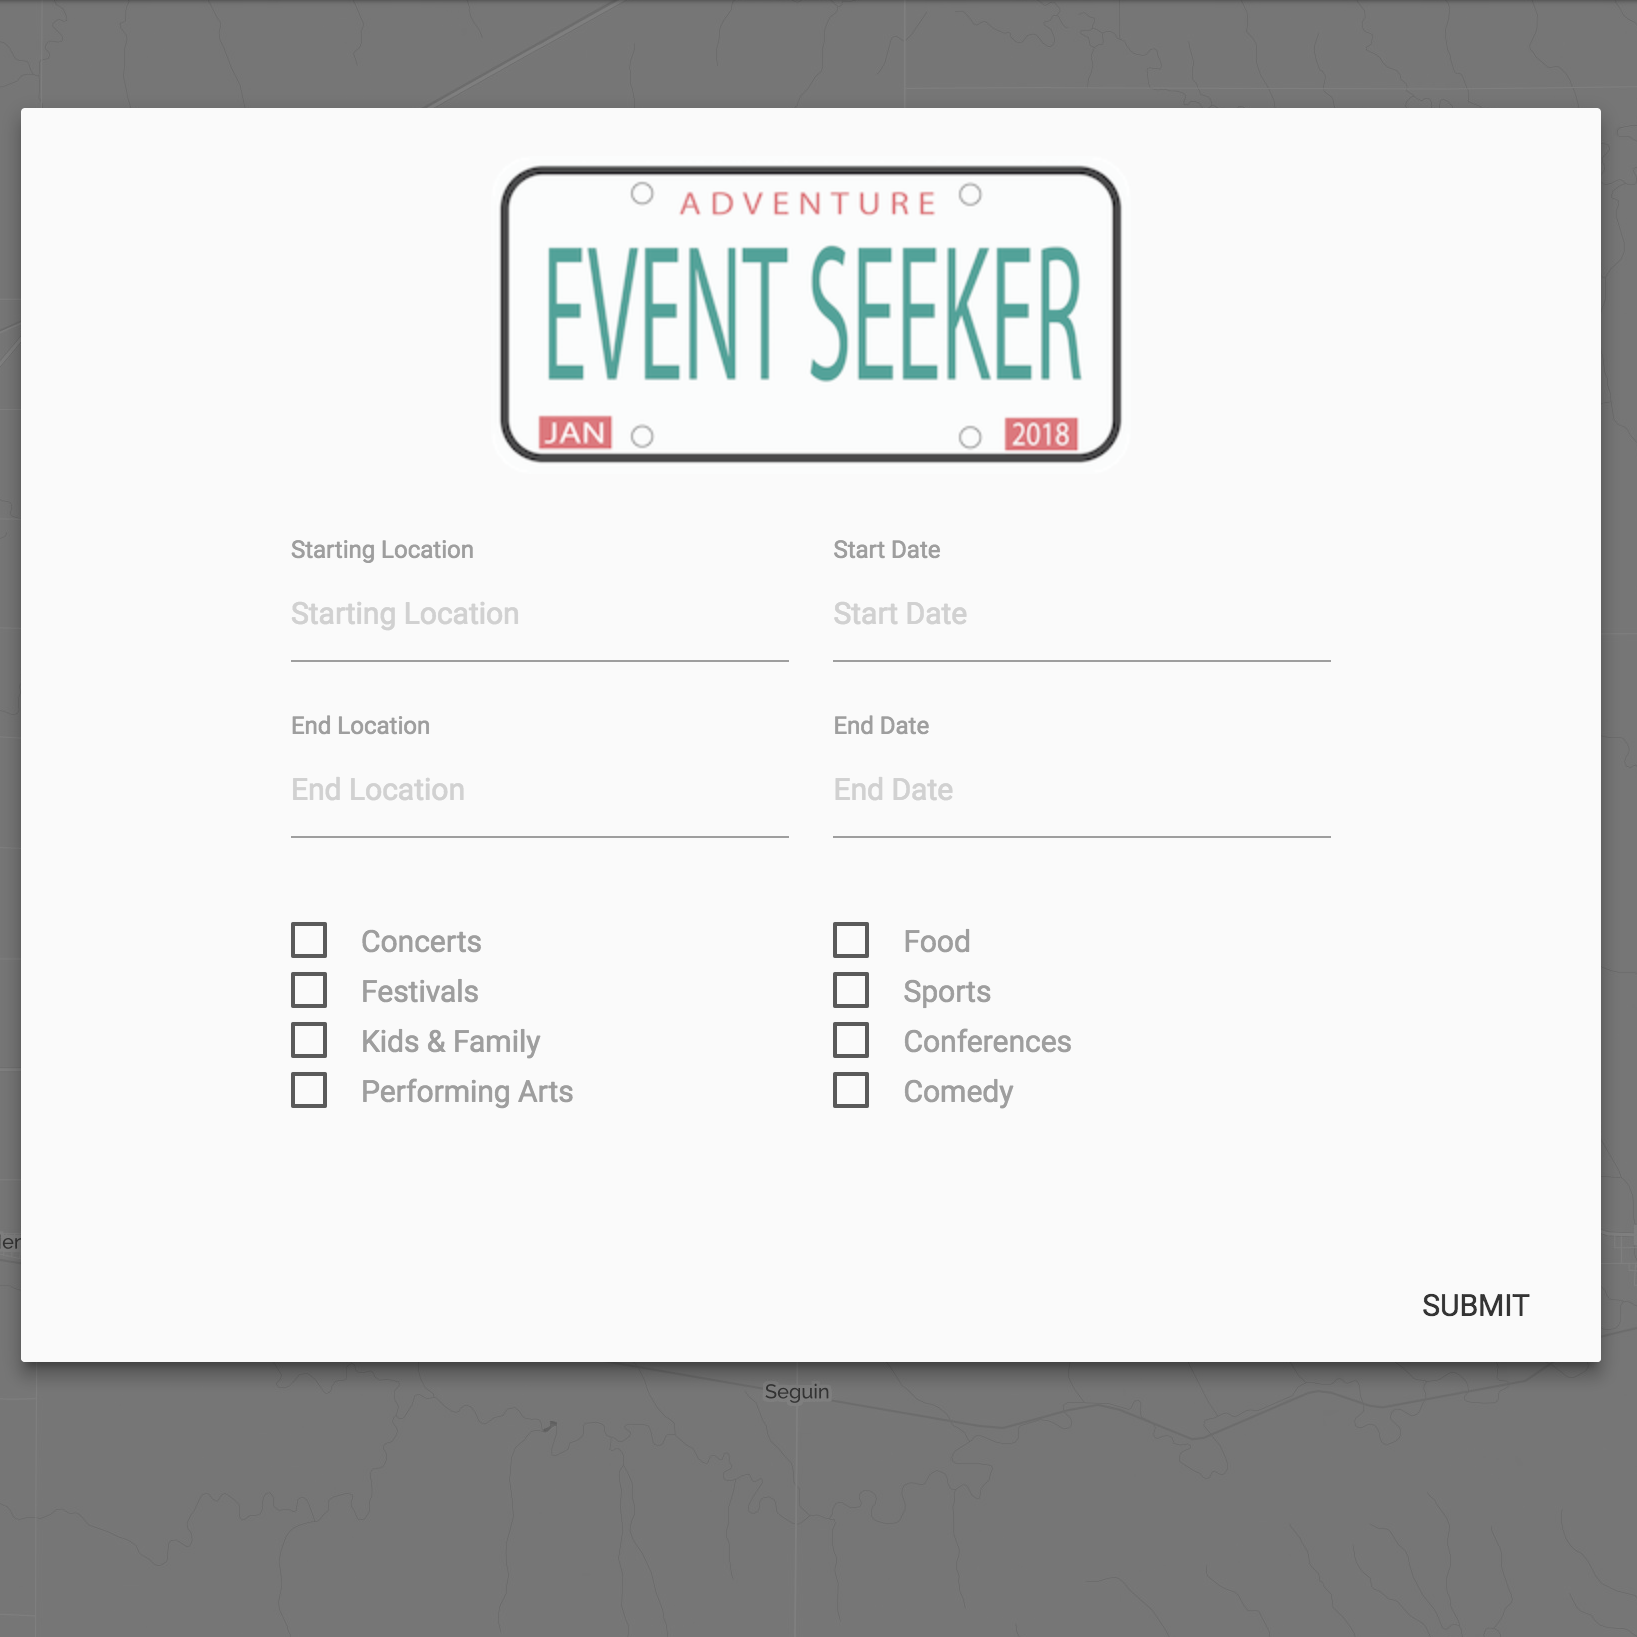 ADVENTURE
EVENT SEEKER
JAN 2018
Starting Location Start Date
Starting Location Start Date
End Location End Date
End Location End Date
Concerts Food
Festivals Sports
Kids & Family Conferences
Performing Arts Comedy
SUBMIT
Seguin